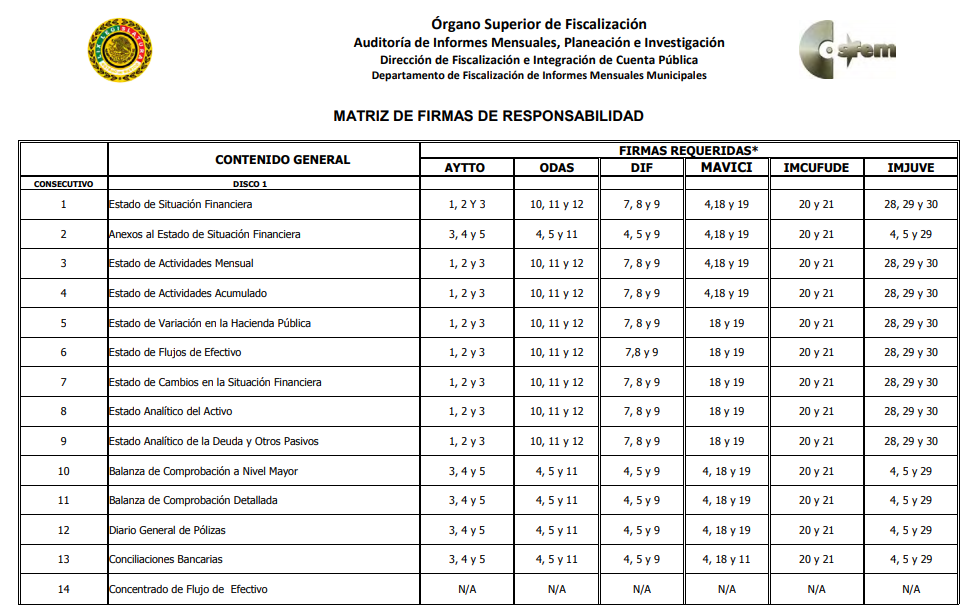 Órgano Superior de Fiscalización
Auditoría de Informes Mensuales, Planeación e Investigación
Dirección de Fiscalización e Integración de Cuenta Pública
Departamento de Fiscalización de Informes Mensuales Municipales
osfem
MATRIZ DE FIRMAS DE RESPONSABILIDAD
CONTENIDO GENERAL FIRMAS REQUERIDAS*
AYTTO ODAS DIF MAVICI IMCUFUDE IMJUVE
CONSECUTIVO DISCO 1
1 Estado de Situación Financiera 1, 2 Y 3 10, 11 y 12 7, 8 y 9 4,18 y 19 20 y 21 28, 29 y 30
2 Anexos al Estado de Situación Financiera 3, 4 y 5 4, 5 y 11 4, 5 y 9 4,18 y 19 20 y 21 4, 5 y 29
3 Estado de Actividades Mensual 1, 2 y 3 10, 11 y 12 7, 8 y 9 4,18 y 19 20 y 21 28, 29 y 30
4 Estado de Actividades Acumulado 1, 2 y 3 10, 11 y 12 7, 8 y 9 4,18 y 19 20 y 21 28, 29 y 30
5 Estado de Variación en la Hacienda Pública 1, 2 y 3 10, 11 y 12 7, 8 y 9 18 y 19 20 y 21 28, 29 y 30
6 Estado de Flujos de Efectivo 1, 2 y 3 10, 11 y 12 7,8 y 9 18 y 19 20 y 21 28, 29 y 30
7 Estado de Cambios en la Situación Financiera 1, 2 y 3 10, 11 y 12 7, 8 y 9 18 y 19 20 y 21 28, 29 y 30
8 Estado Analítico del Activo 1, 2 y 3 10, 11 y 12 7, 8 y 9 18 y 19 20 y 21 28, 29 y 30
9 Estado Analítico de la Deuda y Otros Pasivos 1, 2 y 3 10, 11 y 12 7, 8 y 9 18 y 19 20 y 21 28, 29 y 30
10 Balanza de Comprobación a Nivel Mayor 3, 4 y 5 4, 5 y 11 4, 5 y 9 4, 18 y 19 20 y 21 4, 5 y 29
11 Balanza de Comprobación Detallada 3, 4 y 5 4, 5 y 11 4, 5 y 9 4, 18 y 19 20 y 21 4, 5 y 29
12 Diario General de Pólizas 3, 4 y 5 4, 5 y 11 4, 5 y 9 4, 18 y 19 20 y 21 4, 5 y 29
13 Conciliaciones Bancarias 3, 4 y 5 4, 5 y 11 4, 5 y 9 4, 18 y 11 20 y 21 4, 5 y 29
14 Concentrado de Flujo de Efectivo N/A N/A N/A N/A N/A N/A